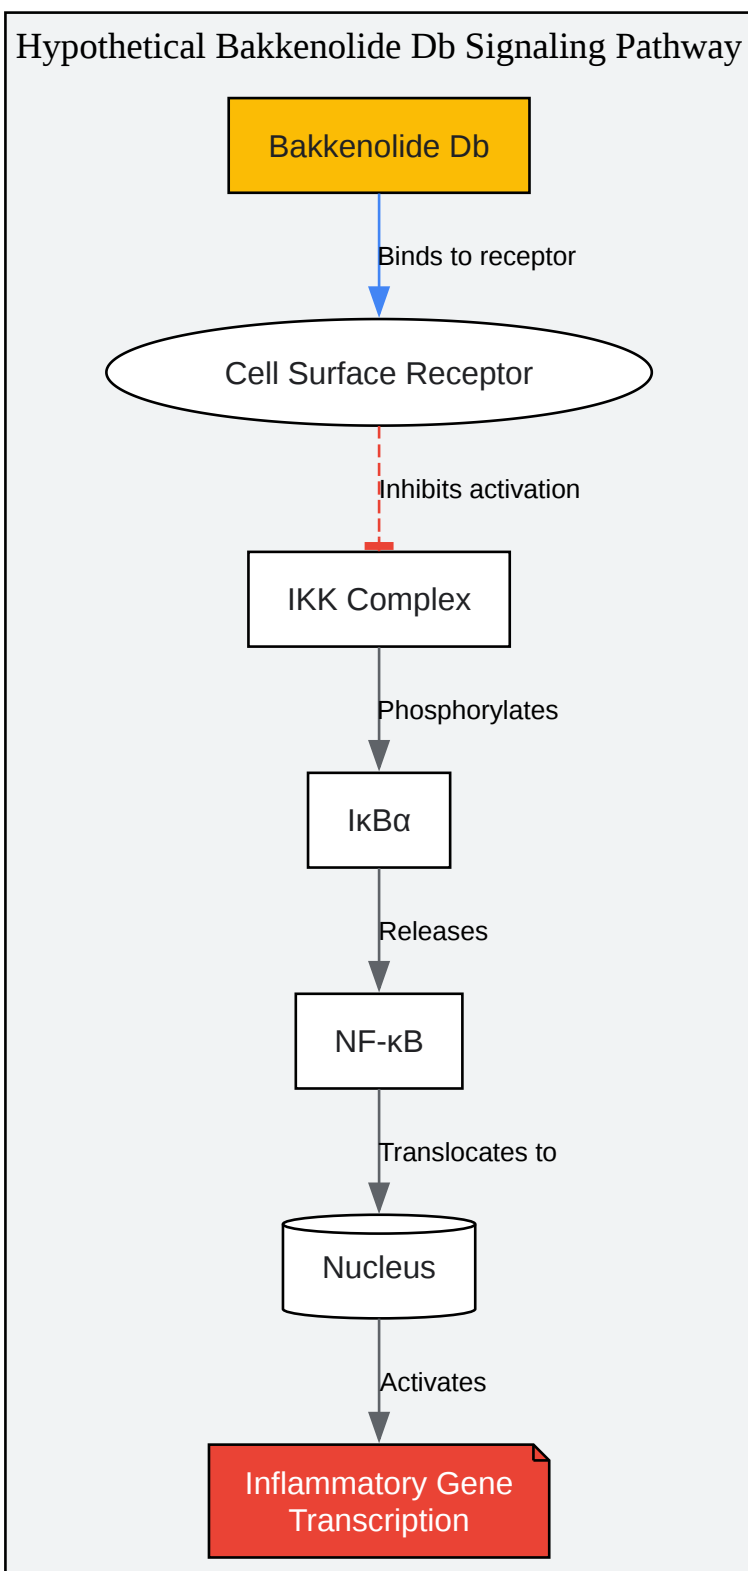 Hypothetical Bakkenolide Db Signaling Pathway
Bakkenolide Db
Binds to receptor
Cell Surface Receptor
Inhibits activation
IKK Complex
Phosphorylates
IκBα
Releases
NF-κB
Translocates to
Nucleus
Activates
Inflammatory Gene
Transcription